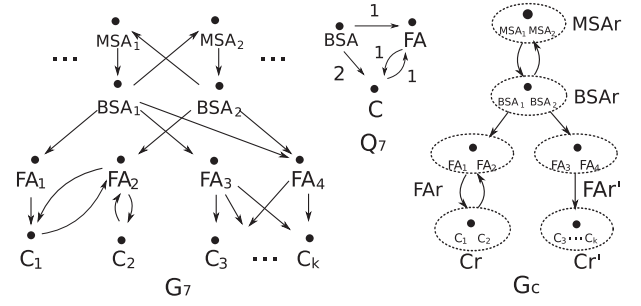 MSA₁ MSA₂
BSA₁ BSA₂
FA₁ FA₂ FA₃ FA₄
C₁ C₂ C₃ Cₖ
G₇
1
BSA FA
1
2 1
C
Q₇
MSA₁ MSA₂ MSAr
BSA₁ BSA₂ BSAr
FA₁ FA₂ FA₃ FA₄
FAr FAr'
C₁ C₂ C₃ Cₖ
Cr Cr'
G꜀